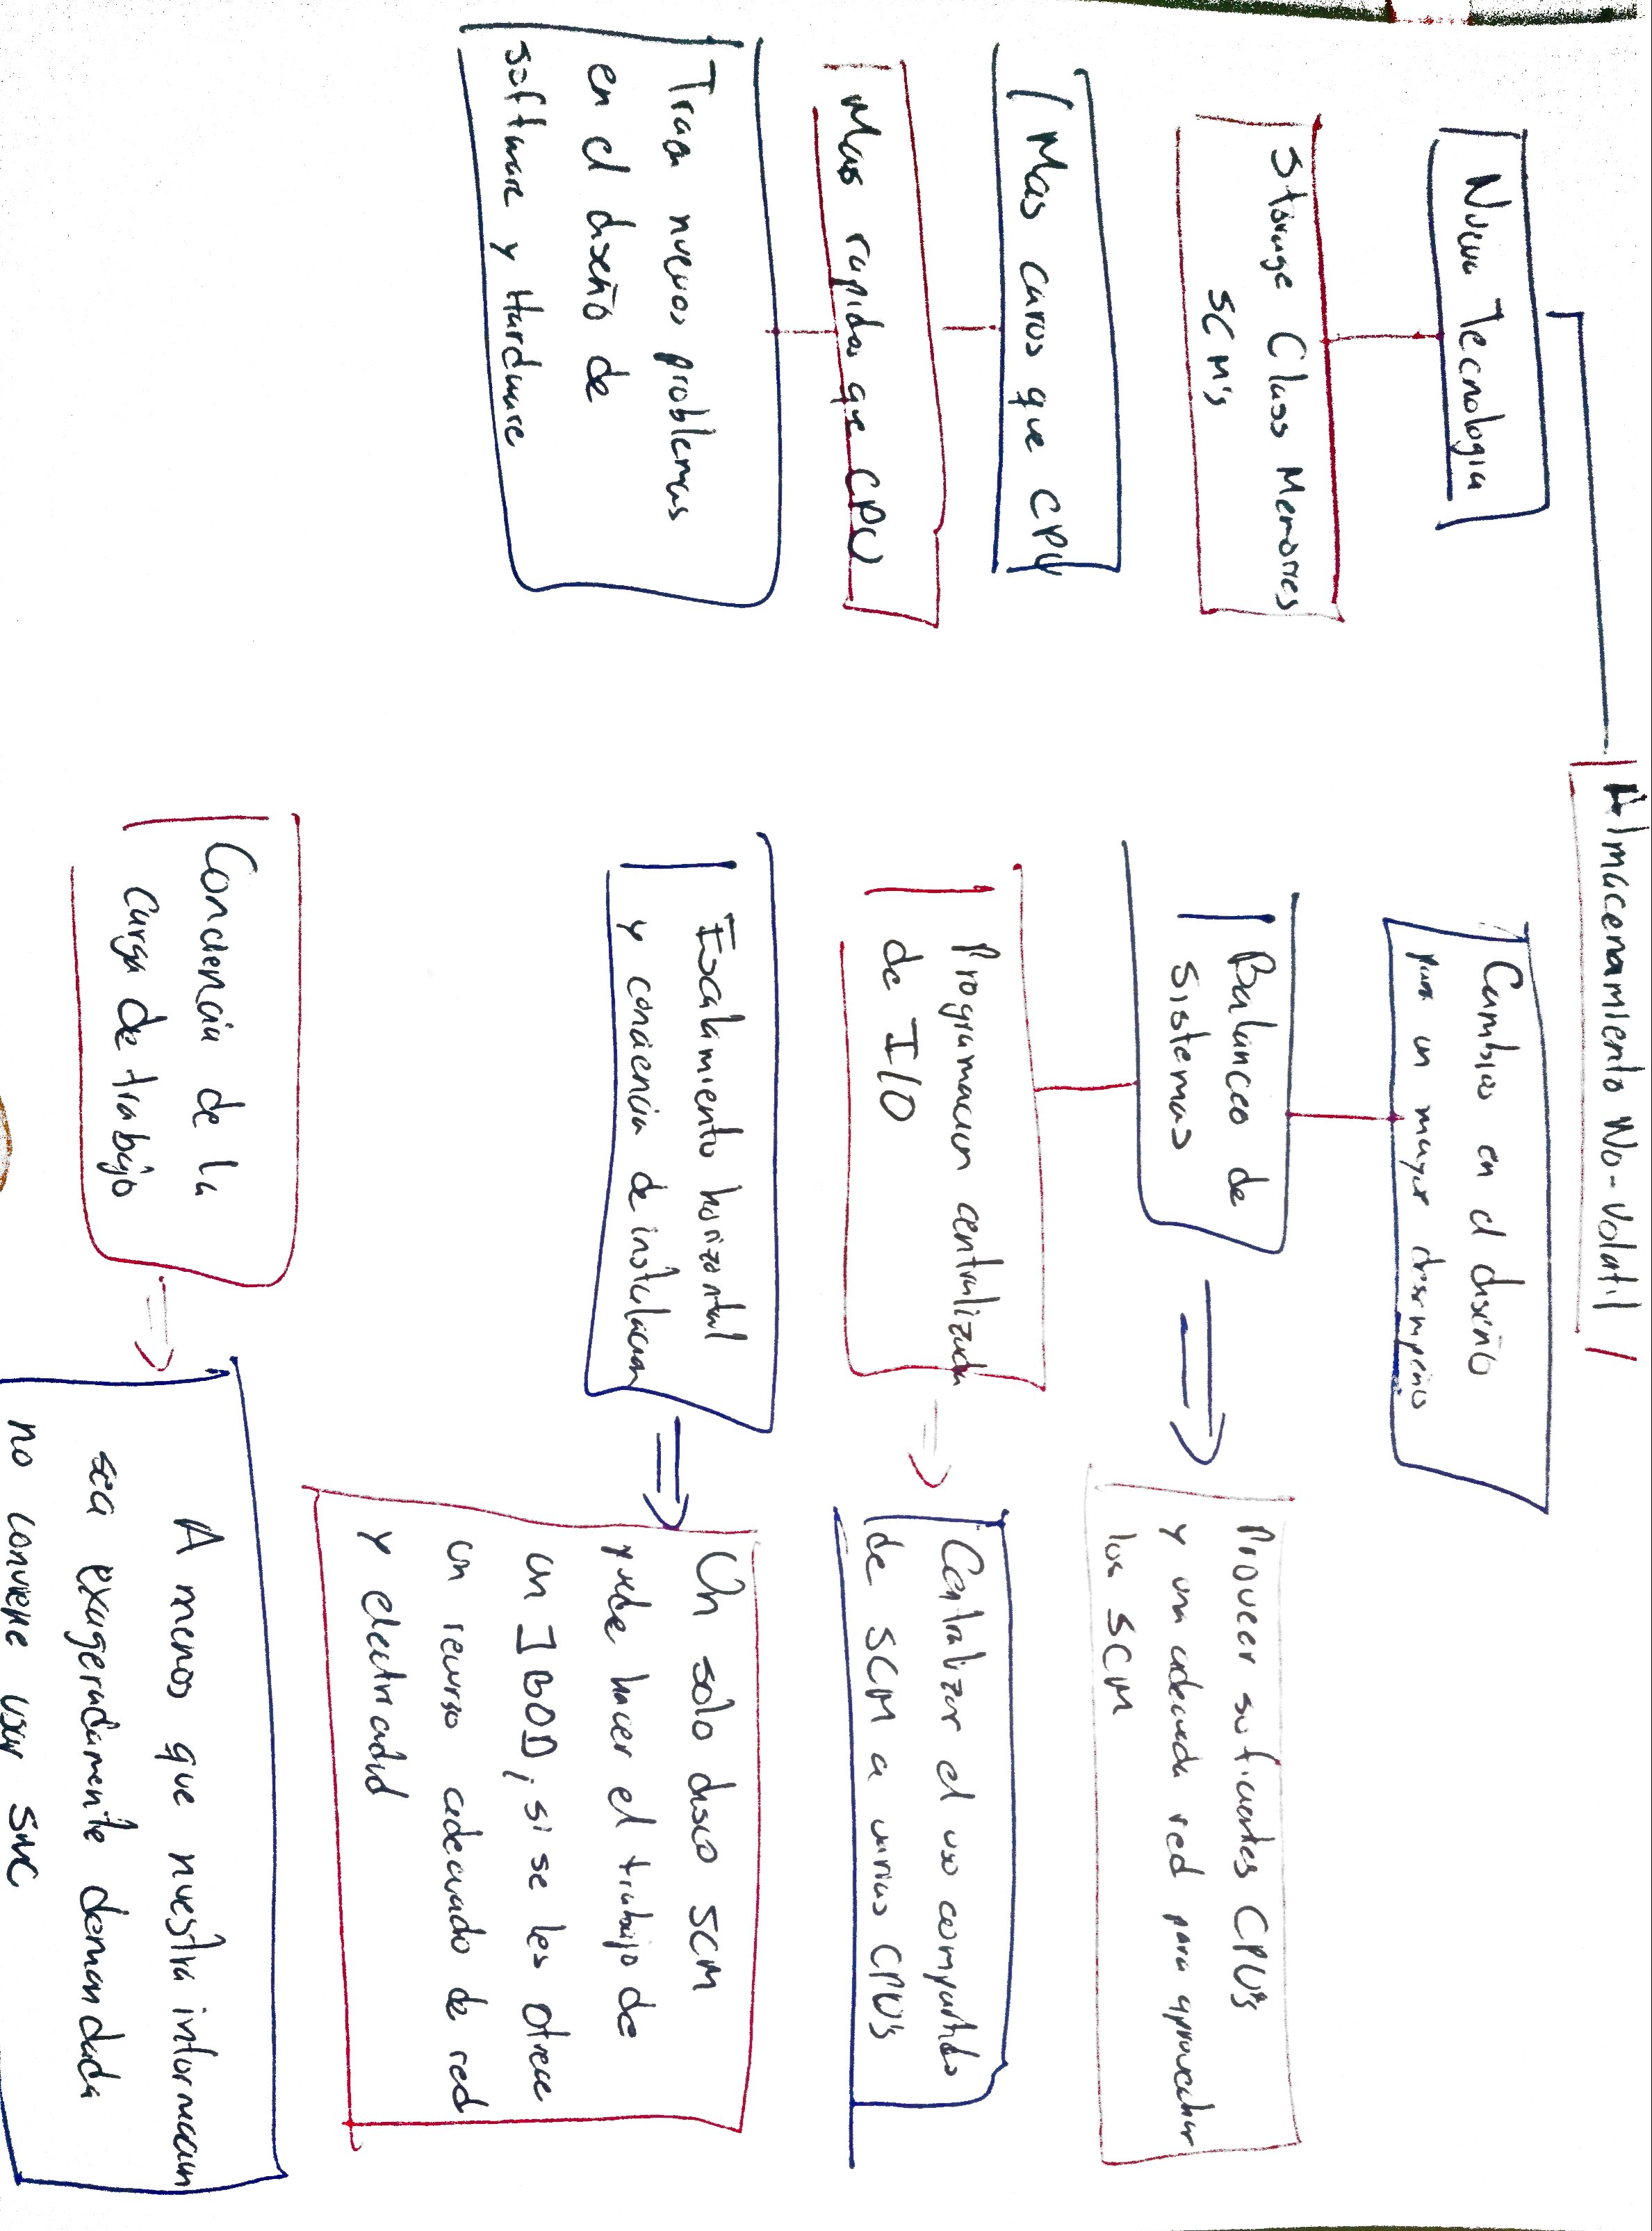 Almacenamiento No-Volatil
Nueva Tecnologia
Storage Class Memories
SCM's
Mas caros que CPU
Mas rapidos que CPU
Traen nuevos problemas
en el diseño de
software y Hardware
Cambios en el diseño
para un mayor desempeño
Balanceo de
sistemas
Proveer suficientes CPU's
y una adecuada red para aprovechar
los SCM
Programacion centralizada
de I/O
Centralizar el uso compartido
de SCM a varios CPU's
Escalamiento horizontal
y conciencia de instalacion
Un solo disco SCM
puede hacer el trabajo de
un JBOD; si se les ofrece
un recurso adecuado de red
y electricidad
Conciencia de la
carga de trabajo
A menos que nuestra informacion
sea exageradamente demandada
no conviene usar SMC